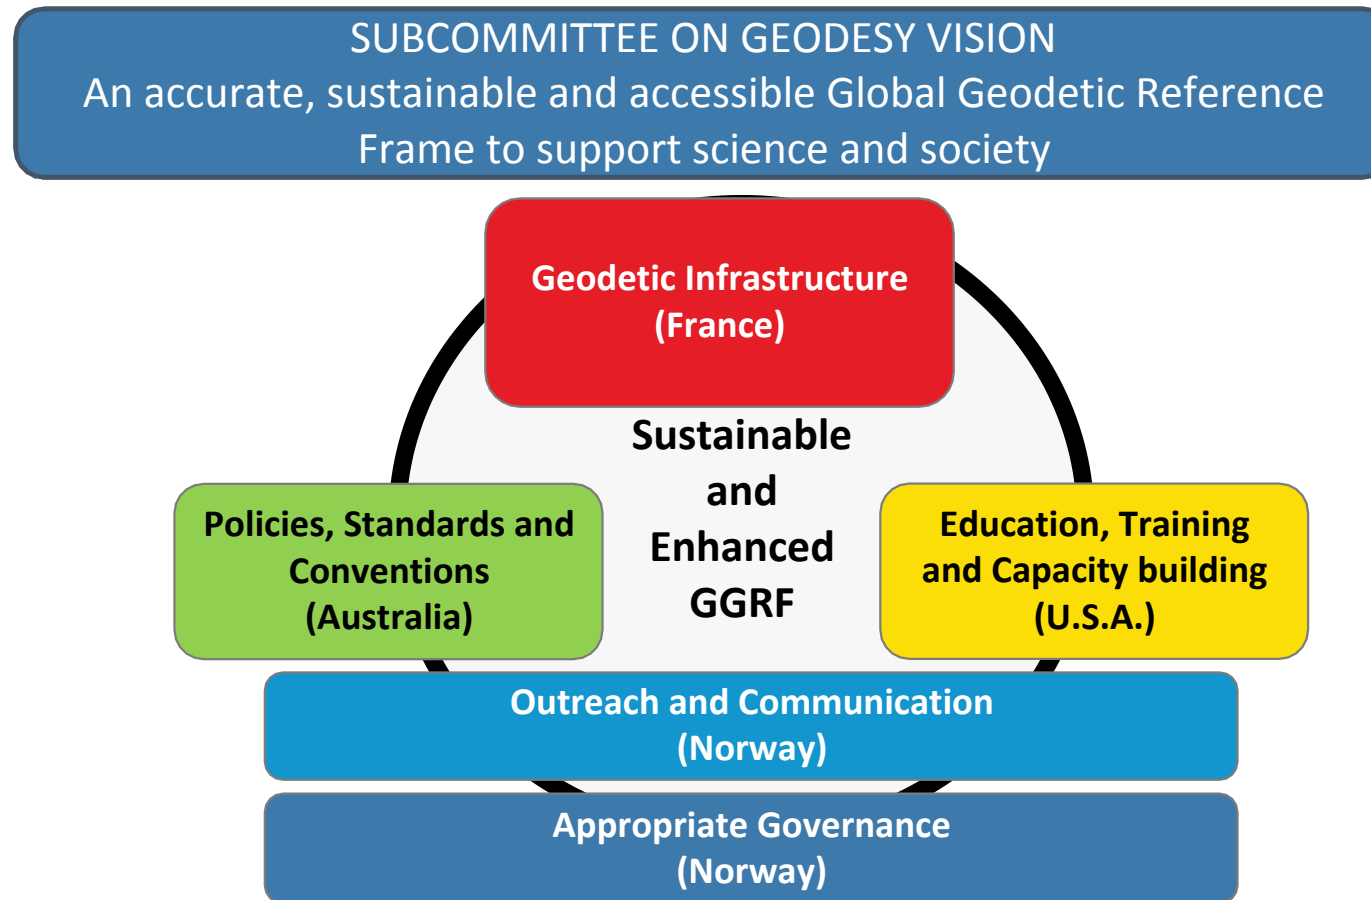 SUBCOMMITTEE ON GEODESY VISION
An accurate, sustainable and accessible Global Geodetic Reference
Frame to support science and society
Geodetic Infrastructure
(France)
Sustainable
and
Enhanced
GGRF
Policies, Standards and
Conventions
(Australia)
Education, Training
and Capacity building
(U.S.A.)
Outreach and Communication
(Norway)
Appropriate Governance
(Norway)